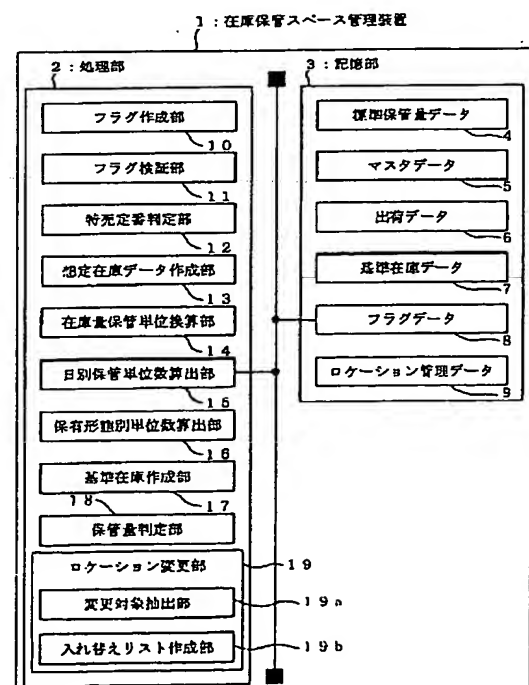 1：在庫保管スペース管理装置
2：処理部
フラグ作成部
10
フラグ検証部
11
特売定番判定部
12
想定在庫データ作成部
13
在庫量保管単位換算部
14
日別保管単位数算出部
15
保有形態別単位数算出部
16
基準在庫作成部
17
18
保管量判定部
ロケーション変更部
19
変更対象抽出部
19a
入れ替えリスト作成部
19b
3：記憶部
標準保管量データ
4
マスタデータ
5
出荷データ
6
基準在庫データ
7
フラグデータ
8
ロケーション管理データ
9